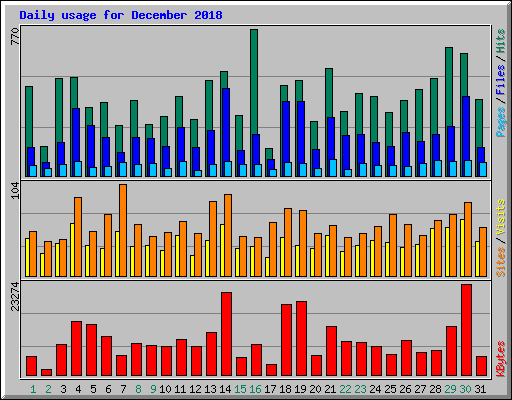 Daily usage for December 2018
770
Pages / Files / Hits
104
Sites / Visits
23274
KBytes
1 2 3 4 5 6 7 8 9 10 11 12 13 14 15 16 17 18 19 20 21 22 23 24 25 26 27 28 29 30 31